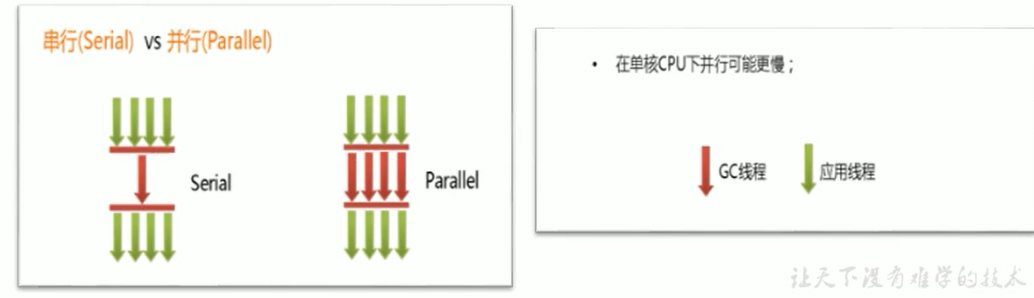 串行(Serial) vs 并行(Parallel)
Serial
Parallel
• 在单核CPU下并行可能更慢；
GC线程
应用线程
让天下没有难学的技术